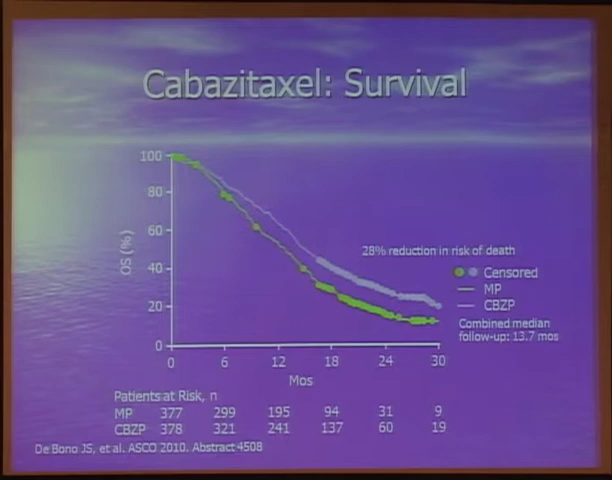 Cabazitaxel: Survival
100
80
60
40
20
0
OS (%)
0 6 12 18 24 30
Mos
28% reduction in risk of death
Censored
MP
CBZP
Combined median
follow-up: 13.7 mos
Patients at Risk, n
MP 377 299 195 94 31 9
CBZP 378 321 241 137 60 19
De Bono JS, et al. ASCO 2010. Abstract 4508